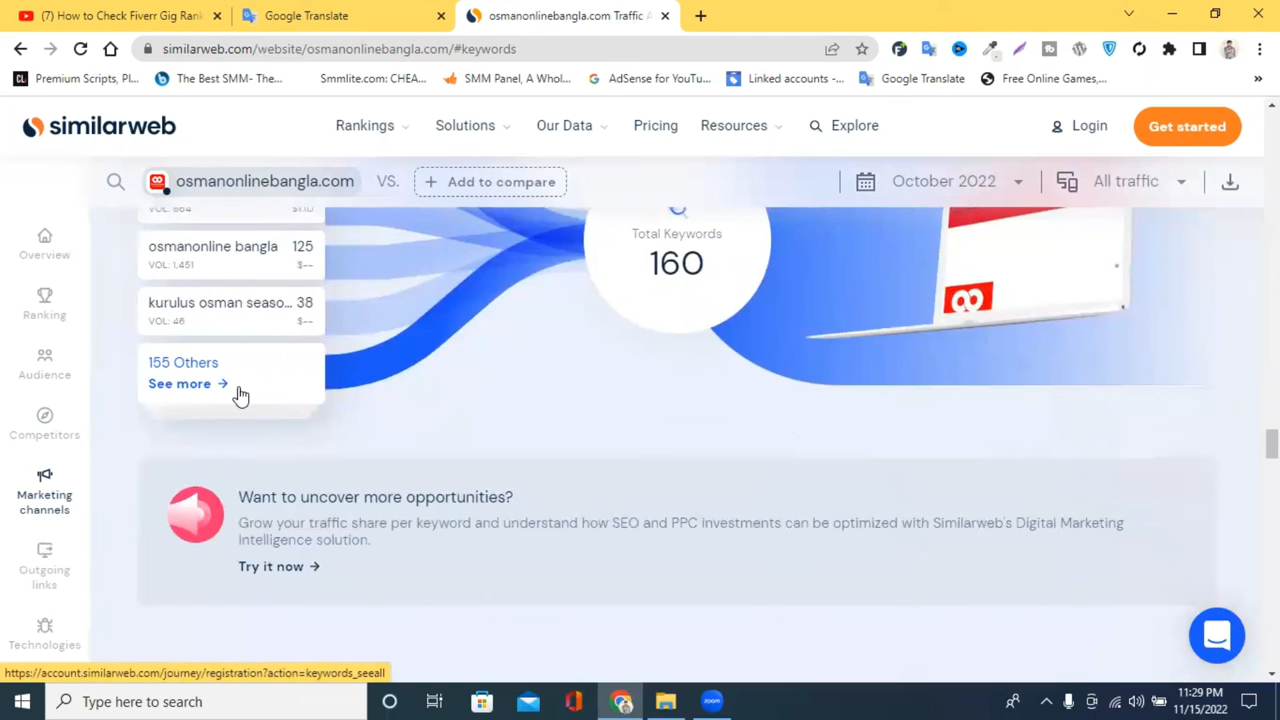 (7) How to Check Fiverr Gig Rank
Google Translate
osmanonlinebangla.com Traffic A
similarweb.com/website/osmanonlinebangla.com/#keywords
Premium Scripts, Pl...
The Best SMM- The...
Smmlite.com: CHEA...
SMM Panel, A Whol...
AdSense for YouTu...
Linked accounts -...
Google Translate
Free Online Games,...
similarweb
Rankings
Solutions
Our Data
Pricing
Resources
Explore
Login
Get started
osmanonlinebangla.com
VS.
+ Add to compare
October 2022
All traffic
VOL: 864 $1.10
osmanonline bangla 125
VOL: 1,451 $--
kurulus osman seaso... 38
VOL: 46 $--
155 Others
See more →
Total Keywords
160
Overview
Ranking
Audience
Competitors
Marketing
channels
Outgoing
links
Technologies
Want to uncover more opportunities?
Grow your traffic share per keyword and understand how SEO and PPC investments can be optimized with Similarweb's Digital Marketing
Intelligence solution.
Try it now →
https://account.similarweb.com/journey/registration?action=keywords_seeall
Type here to search
zoom
11:29 PM
11/15/2022